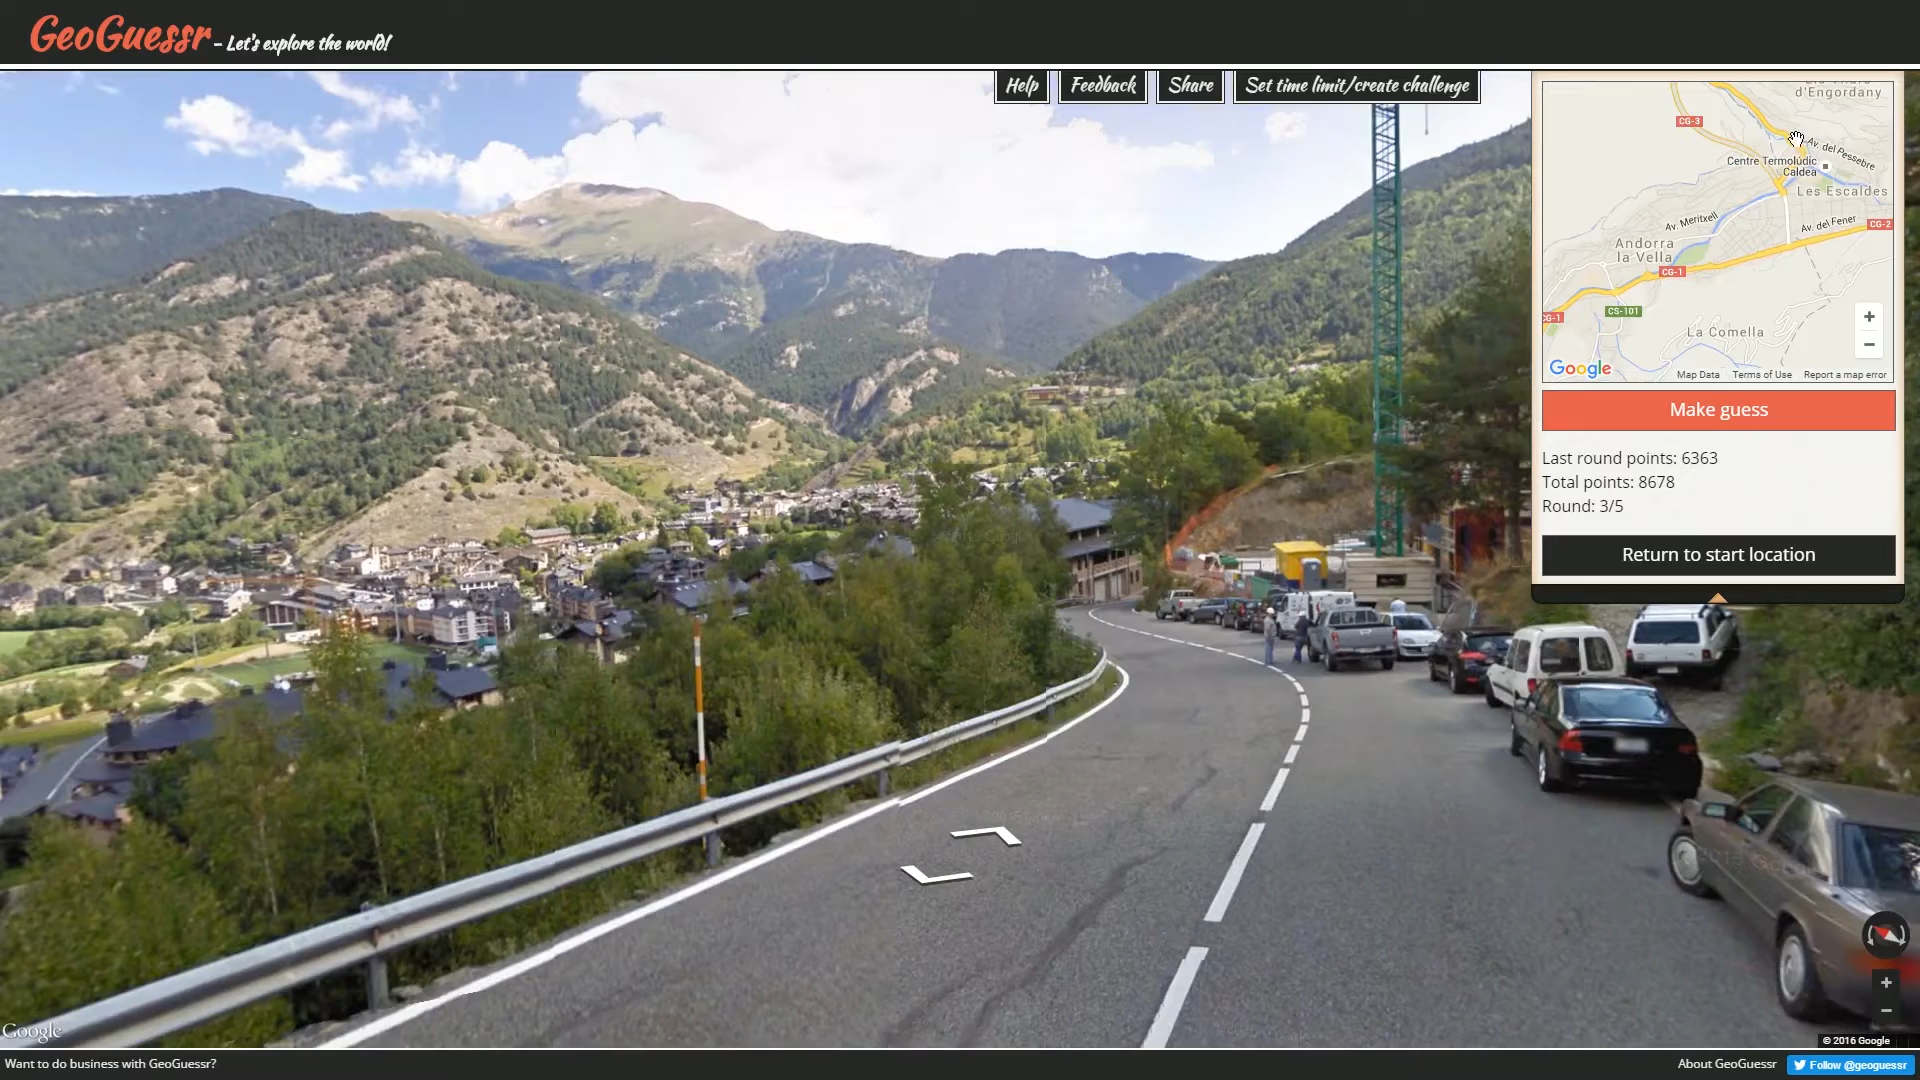 GeoGuessr - Let's explore the world!
Help
Feedback
Share
Set time limit/create challenge
d'Engordany
CG-3
Av. del Pessebre
Centre Termolúdic
Caldea
Les Escaldes
Av. Meritxell
Av. del Fener
CG-2
Andorra
la Vella
CG-1
CG-1
CS-101
La Comella
+
−
Google
Map Data
Terms of Use
Report a map error
Make guess
Last round points: 6363
Total points: 8678
Round: 3/5
Return to start location
+
−
Google
© 2016 Google
Want to do business with GeoGuessr?
About GeoGuessr
Follow @geoguessr